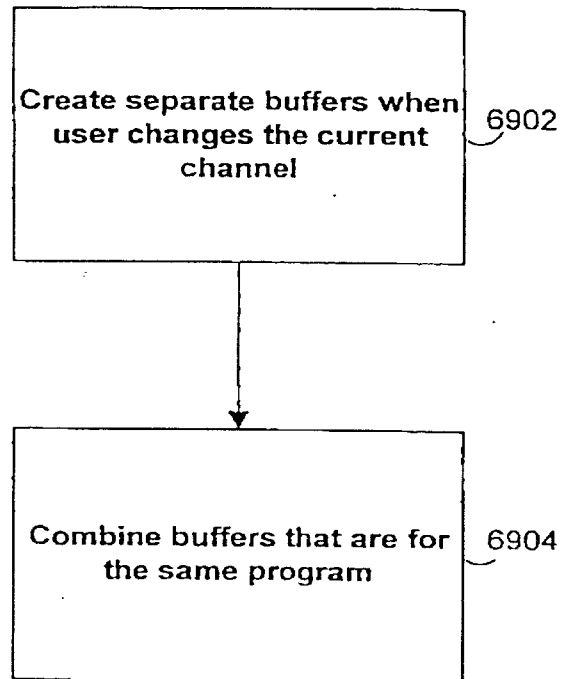 Create separate buffers when
user changes the current
channel
6902
Combine buffers that are for
the same program
6904